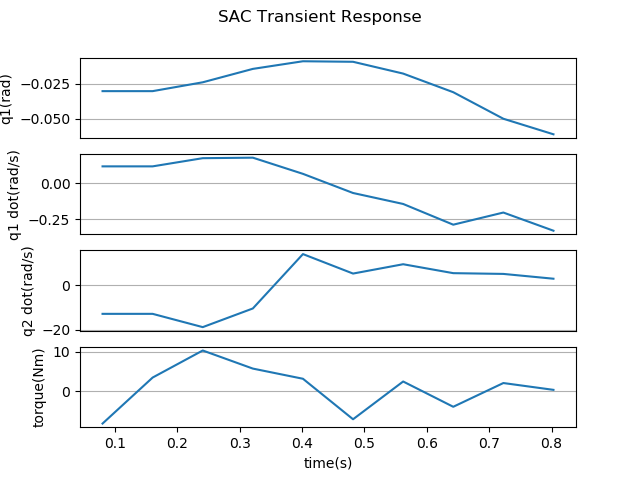 SAC Transient Response
q1(rad)
−0.025
−0.050
q1 dot(rad/s)
0.00
−0.25
q2 dot(rad/s)
0
−20
torque(Nm)
10
0
0.1 0.2 0.3 0.4 0.5 0.6 0.7 0.8
time(s)